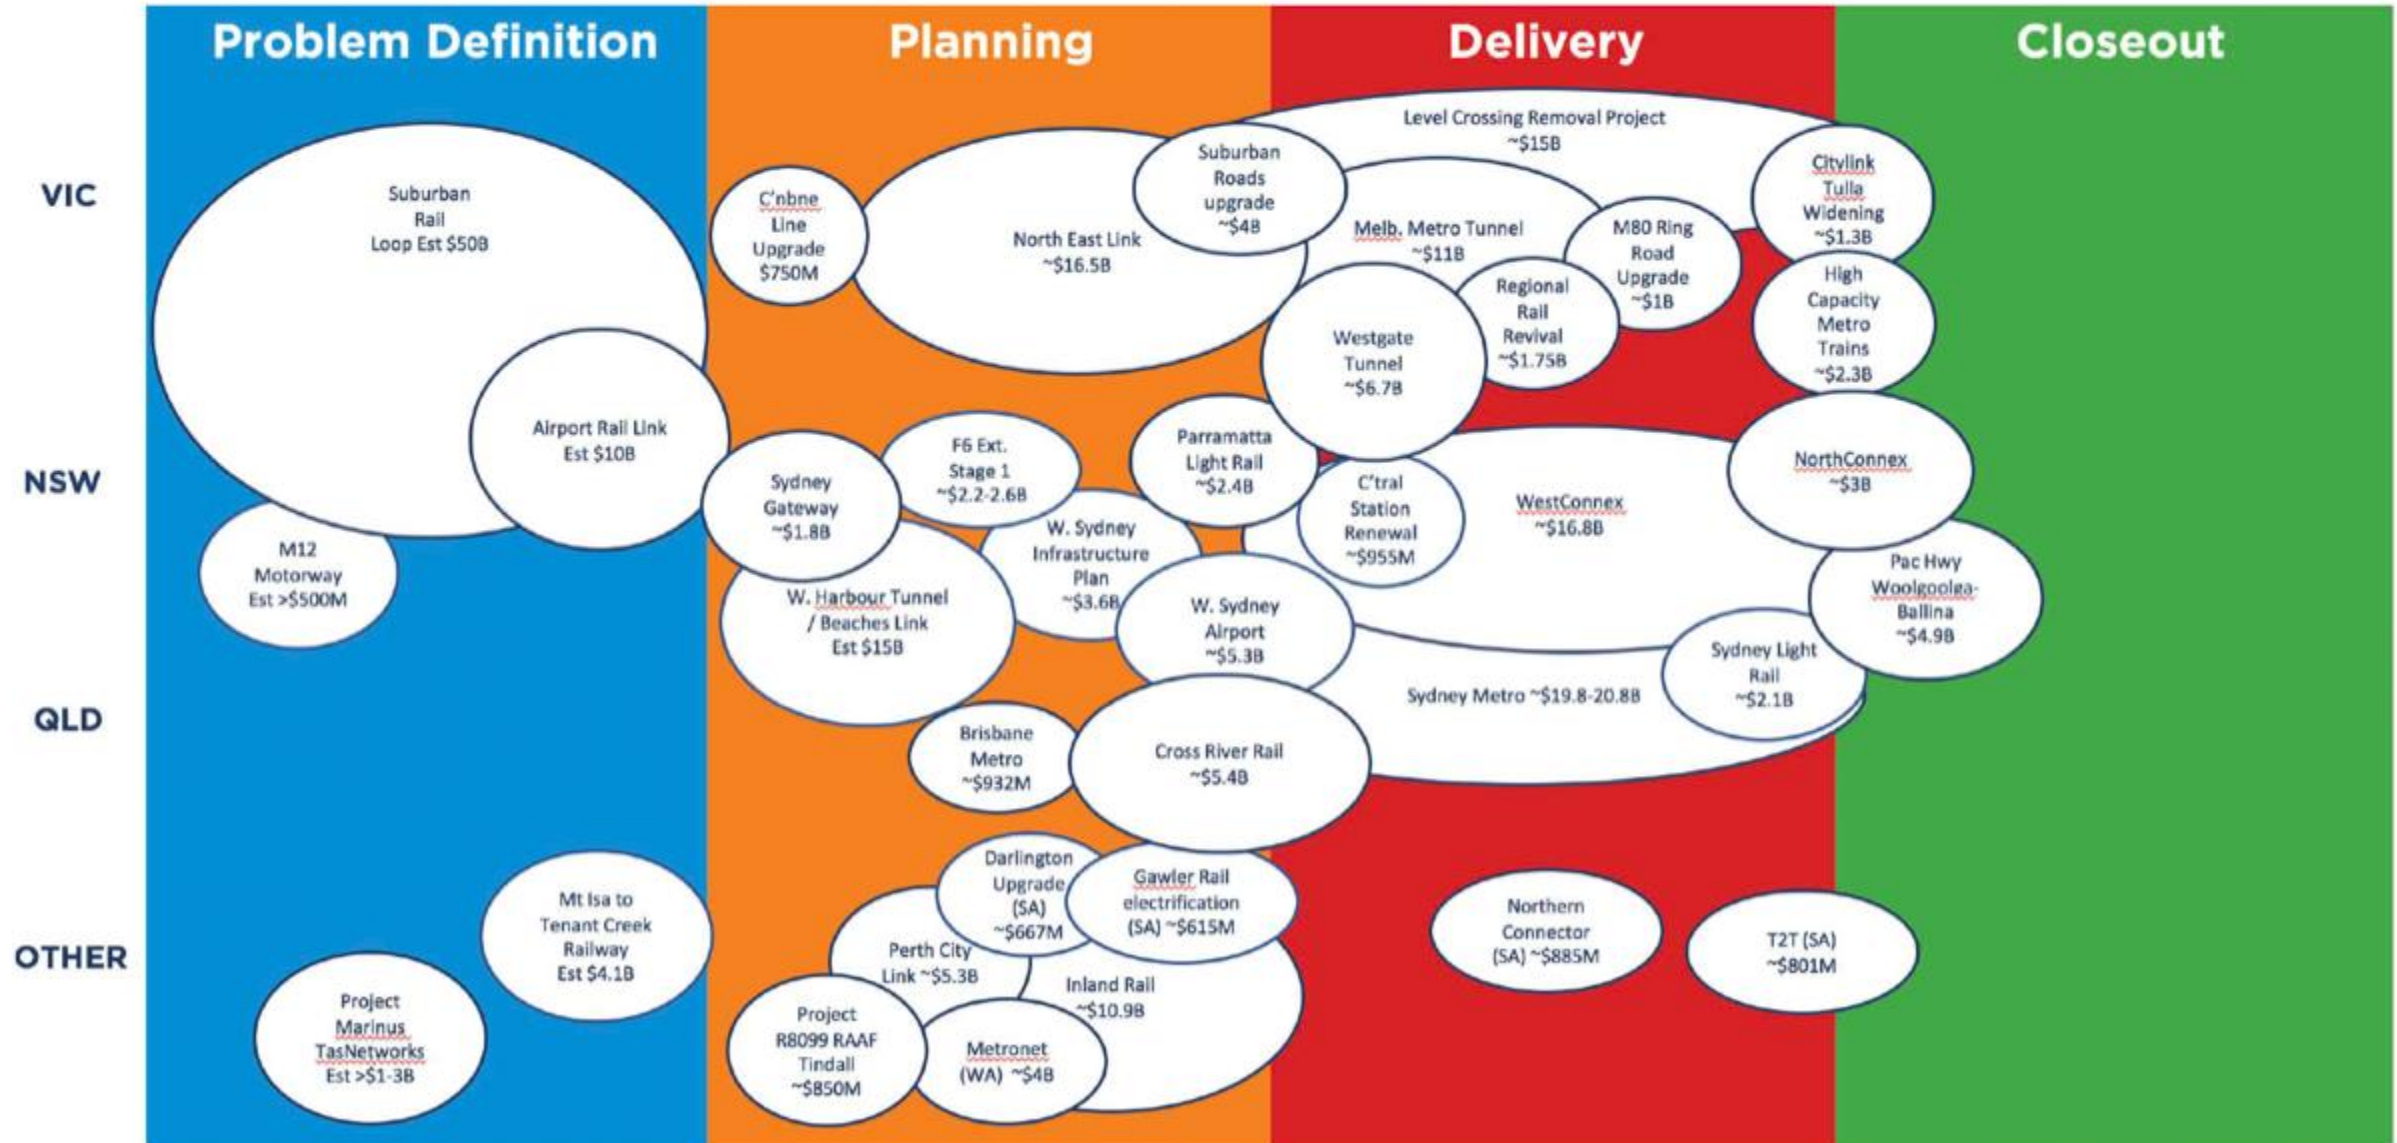 Problem Definition
Planning
Delivery
Closeout
VIC
Suburban
Rail
Loop Est $50B
Airport Rail Link
Est $10B
C'nbne
Line
Upgrade
$750M
North East Link
~$16.5B
Suburban
Roads
upgrade
~$4B
Level Crossing Removal Project
~$15B
Melb. Metro Tunnel
~$11B
M80 Ring
Road
Upgrade
~$1B
Regional
Rail
Revival
~$1.75B
Westgate
Tunnel
~$6.7B
Citylink
Tulla
Widening
~$1.3B
High
Capacity
Metro
Trains
~$2.3B
NSW
M12
Motorway
Est >$500M
Sydney
Gateway
~$1.8B
F6 Ext.
Stage 1
~$2.2-2.6B
Parramatta
Light Rail
~$2.4B
W. Sydney
Infrastructure
Plan
~$3.6B
W. Harbour Tunnel
/ Beaches Link
Est $15B
W. Sydney
Airport
~$5.3B
C'tral
Station
Renewal
~$955M
WestConnex
~$16.8B
NorthConnex
~$3B
Pac Hwy
Woolgoolga-
Ballina
~$4.9B
Sydney Light
Rail
~$2.1B
Sydney Metro ~$19.8-20.8B
QLD
Brisbane
Metro
~$932M
Cross River Rail
~$5.4B
OTHER
Mt Isa to
Tenant Creek
Railway
Est $4.1B
Project
Marinus
TasNetworks
Est >$1-3B
Darlington
Upgrade
(SA)
~$667M
Gawler Rail
electrification
(SA) ~$615M
Perth City
Link ~$5.3B
Inland Rail
~$10.9B
Project
R8099 RAAF
Tindall
~$850M
Metronet
(WA) ~$4B
Northern
Connector
(SA) ~$885M
T2T (SA)
~$801M